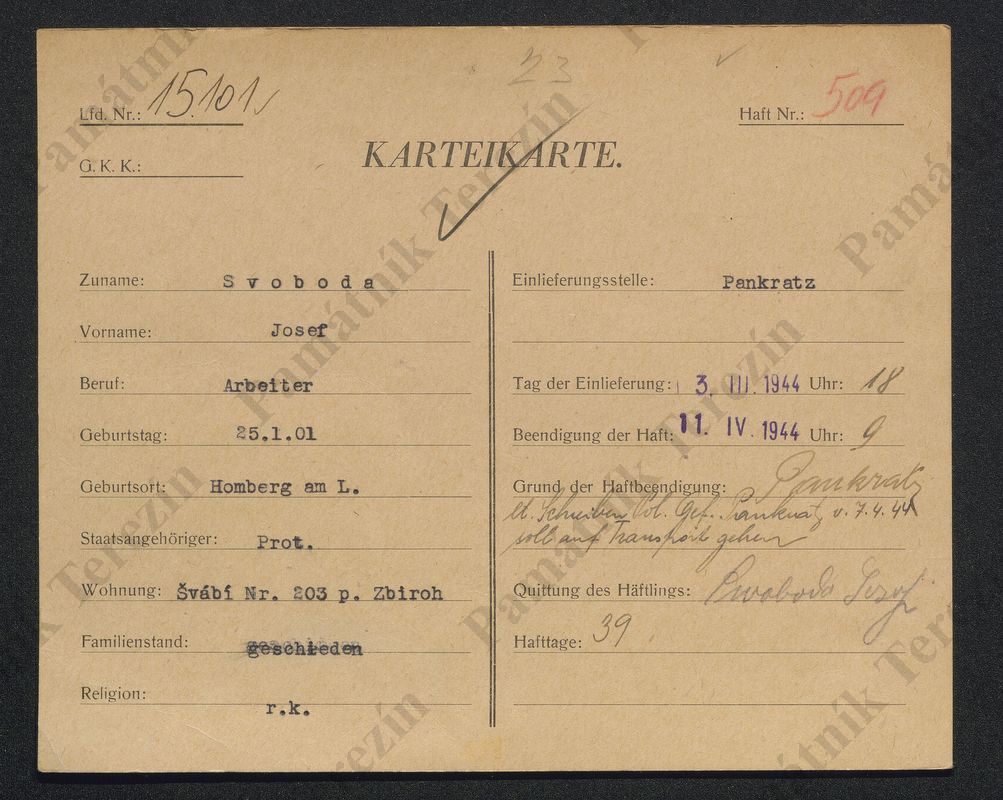 23
Lfd. Nr.: 15101
Haft Nr.: 509
G. K. K.:
KARTEIKARTE.
Zuname: Svoboda
Vorname: Josef
Beruf: Arbeiter
Geburtstag: 25.1.01
Geburtsort: Homberg am L.
Staatsangehöriger: Prot.
Wohnung: Švábí Nr. 203 p. Zbiroh
Familienstand: geschieden
Religion: r.k.
Einlieferungsstelle: Pankratz
Tag der Einlieferung: 3. III. 1944 Uhr: 18
Beendigung der Haft: 11. IV. 1944 Uhr: 9
Grund der Haftbeendigung: Pankratz
lt. Schreiben Pol. Gef. Pankratz v. 7.4.44
soll auf Transport gehen
Quittung des Häftlings: Svoboda Josef
Hafttage: 39
Památník Terezín